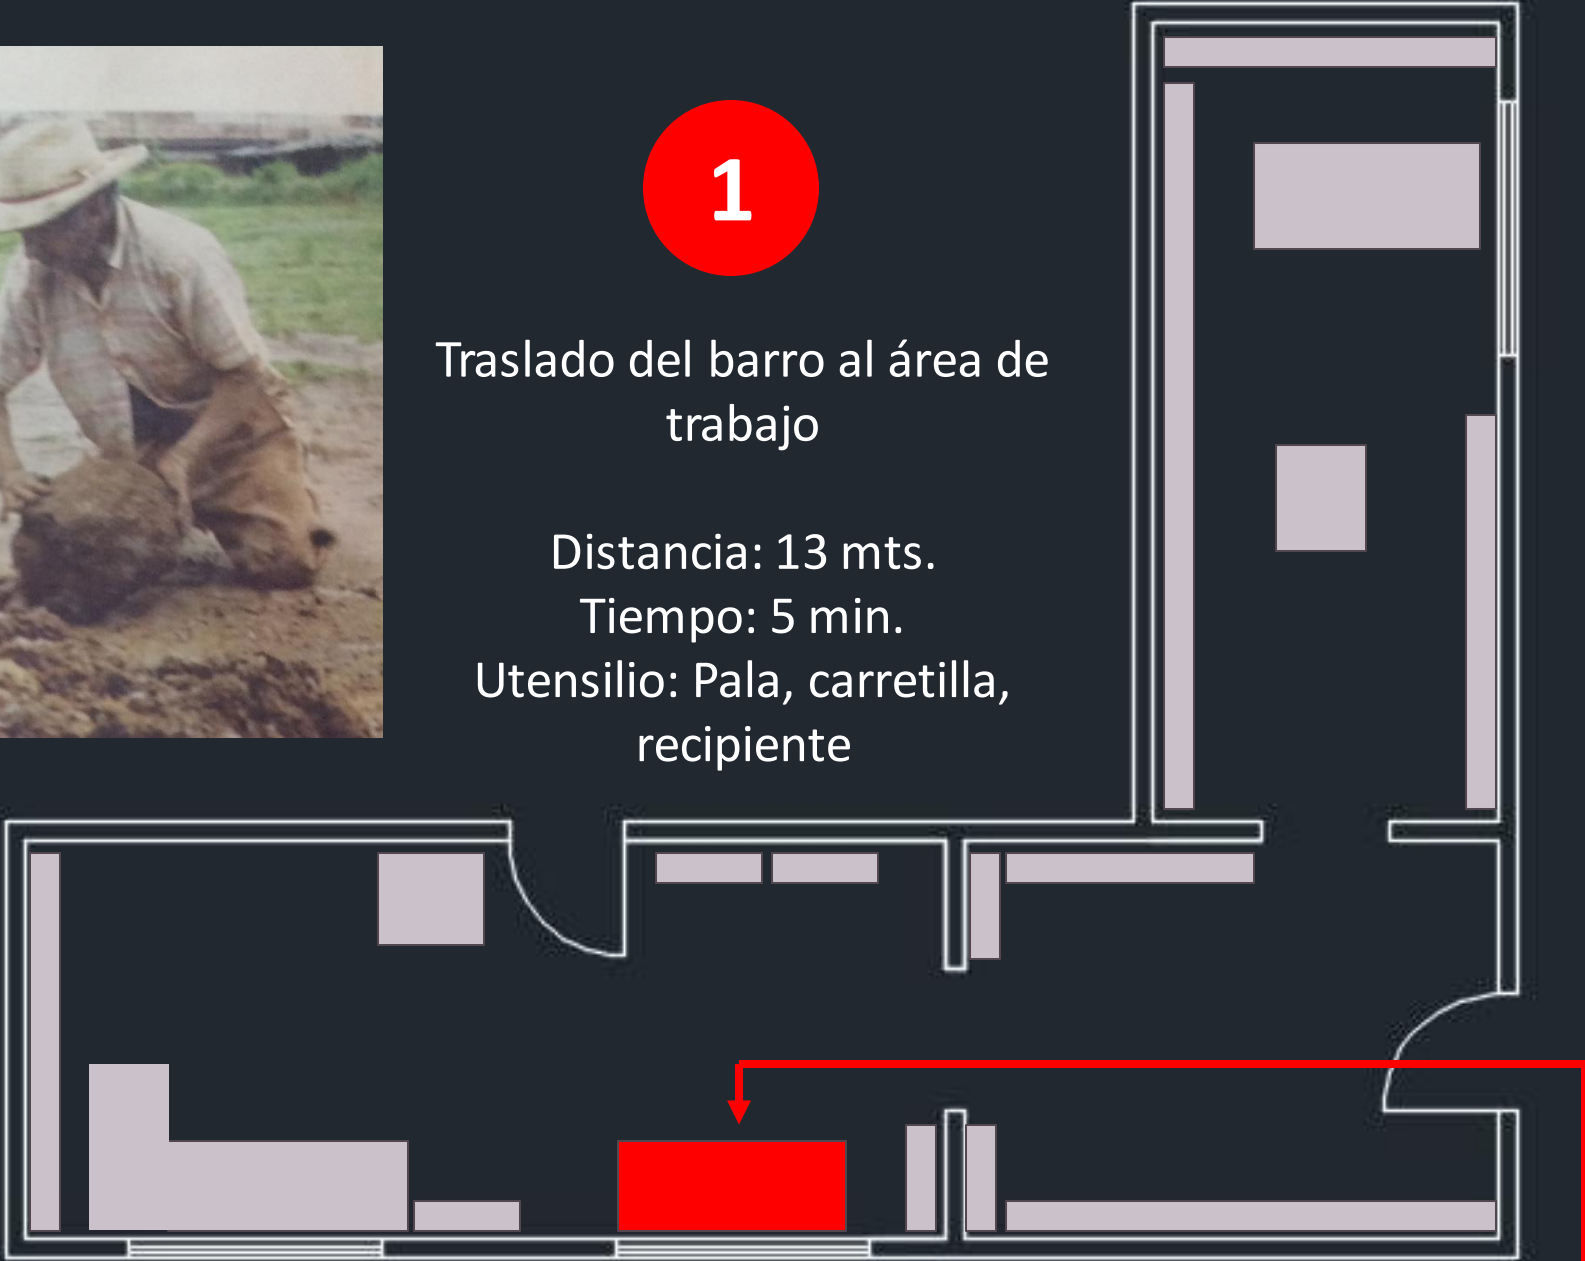 1
Traslado del barro al área de
trabajo
Distancia: 13 mts.
Tiempo: 5 min.
Utensilio: Pala, carretilla,
recipiente